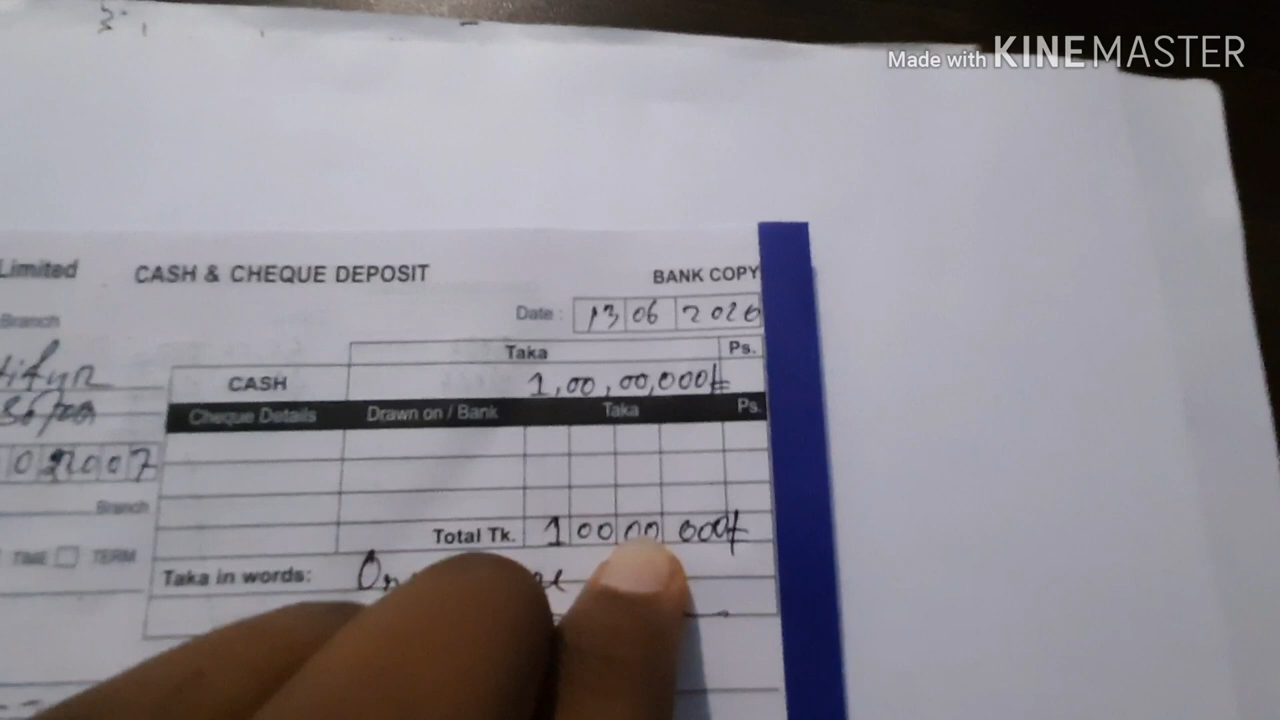 Made with KINEMASTER
Limited CASH & CHEQUE DEPOSIT BANK COPY
Branch Date : 13 06 2020
Taka Ps.
CASH 1,00,00,000/=
Cheque Details Drawn on / Bank Taka Ps.
02007
Branch
Total Tk. 1 00 00 000/=
TIME TERM
Taka in words: